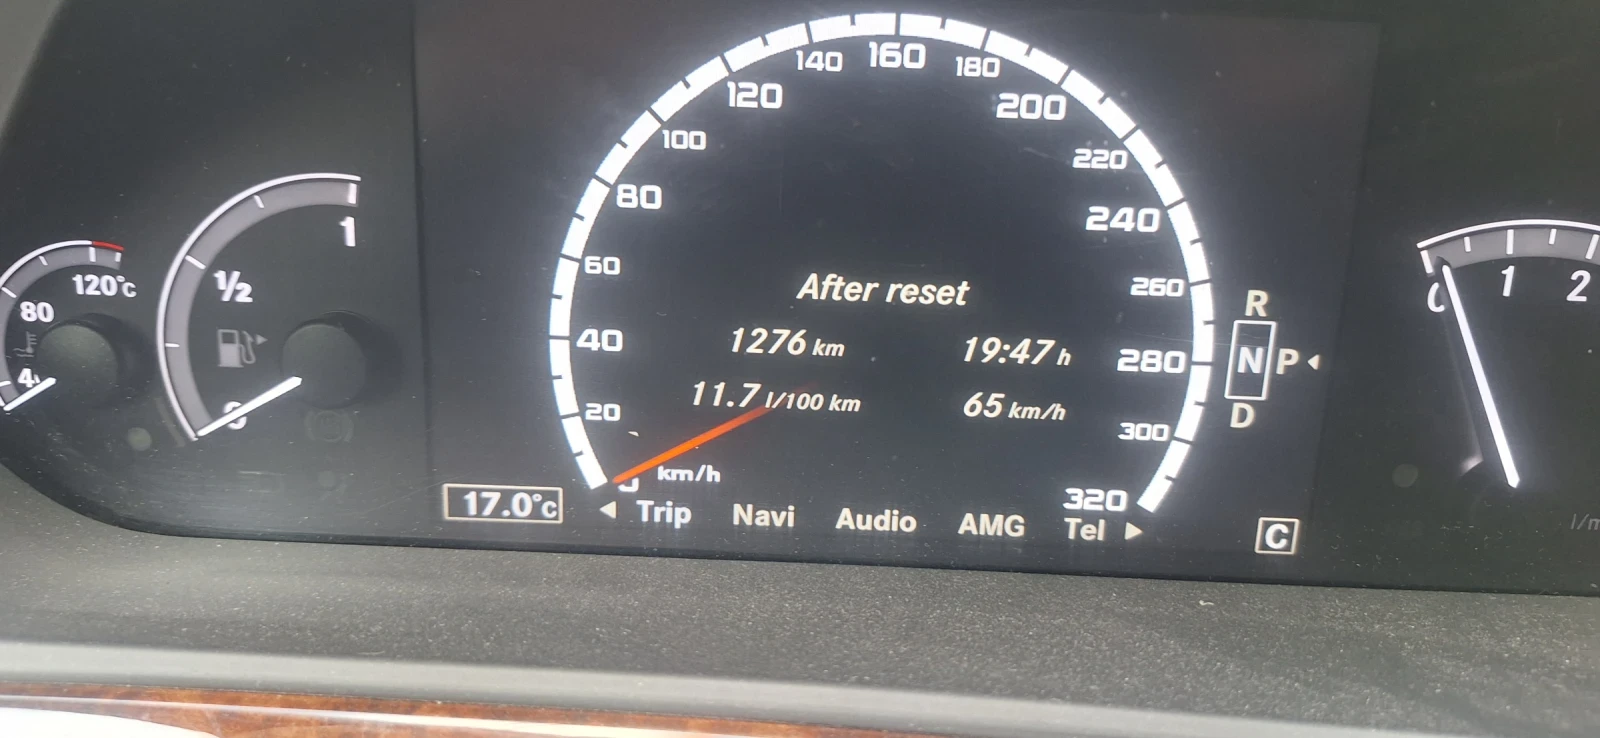 140 160 180
120 200
100 220
80 240
60 260
40 280
20 300
km/h 320
After reset
1276 km 19:47 h
11.7 l/100 km 65 km/h
17.0°C
Trip Navi Audio AMG Tel
R
N P
D
C
1
½
120°C
80
1 2